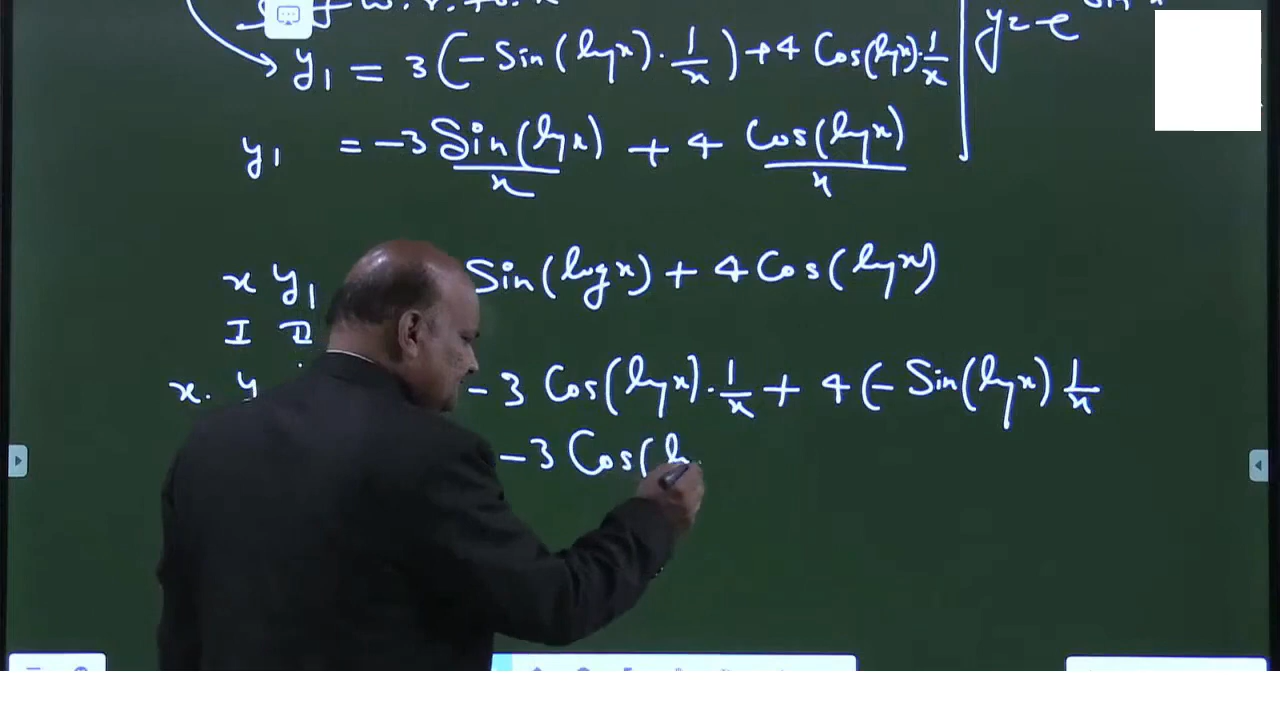 w.r.to.x
y₁ = 3(-Sin(logx)·1/x) + 4 Cos(logx)·1/x
y = e
y₁ = -3 Sin(logx)/x + 4 Cos(logx)/x
x y₁ Sin(logx) + 4 Cos(logx)
I II
x. y -3 Cos(logx)·1/x + 4(-Sin(logx) 1/x
-3 Cos(l